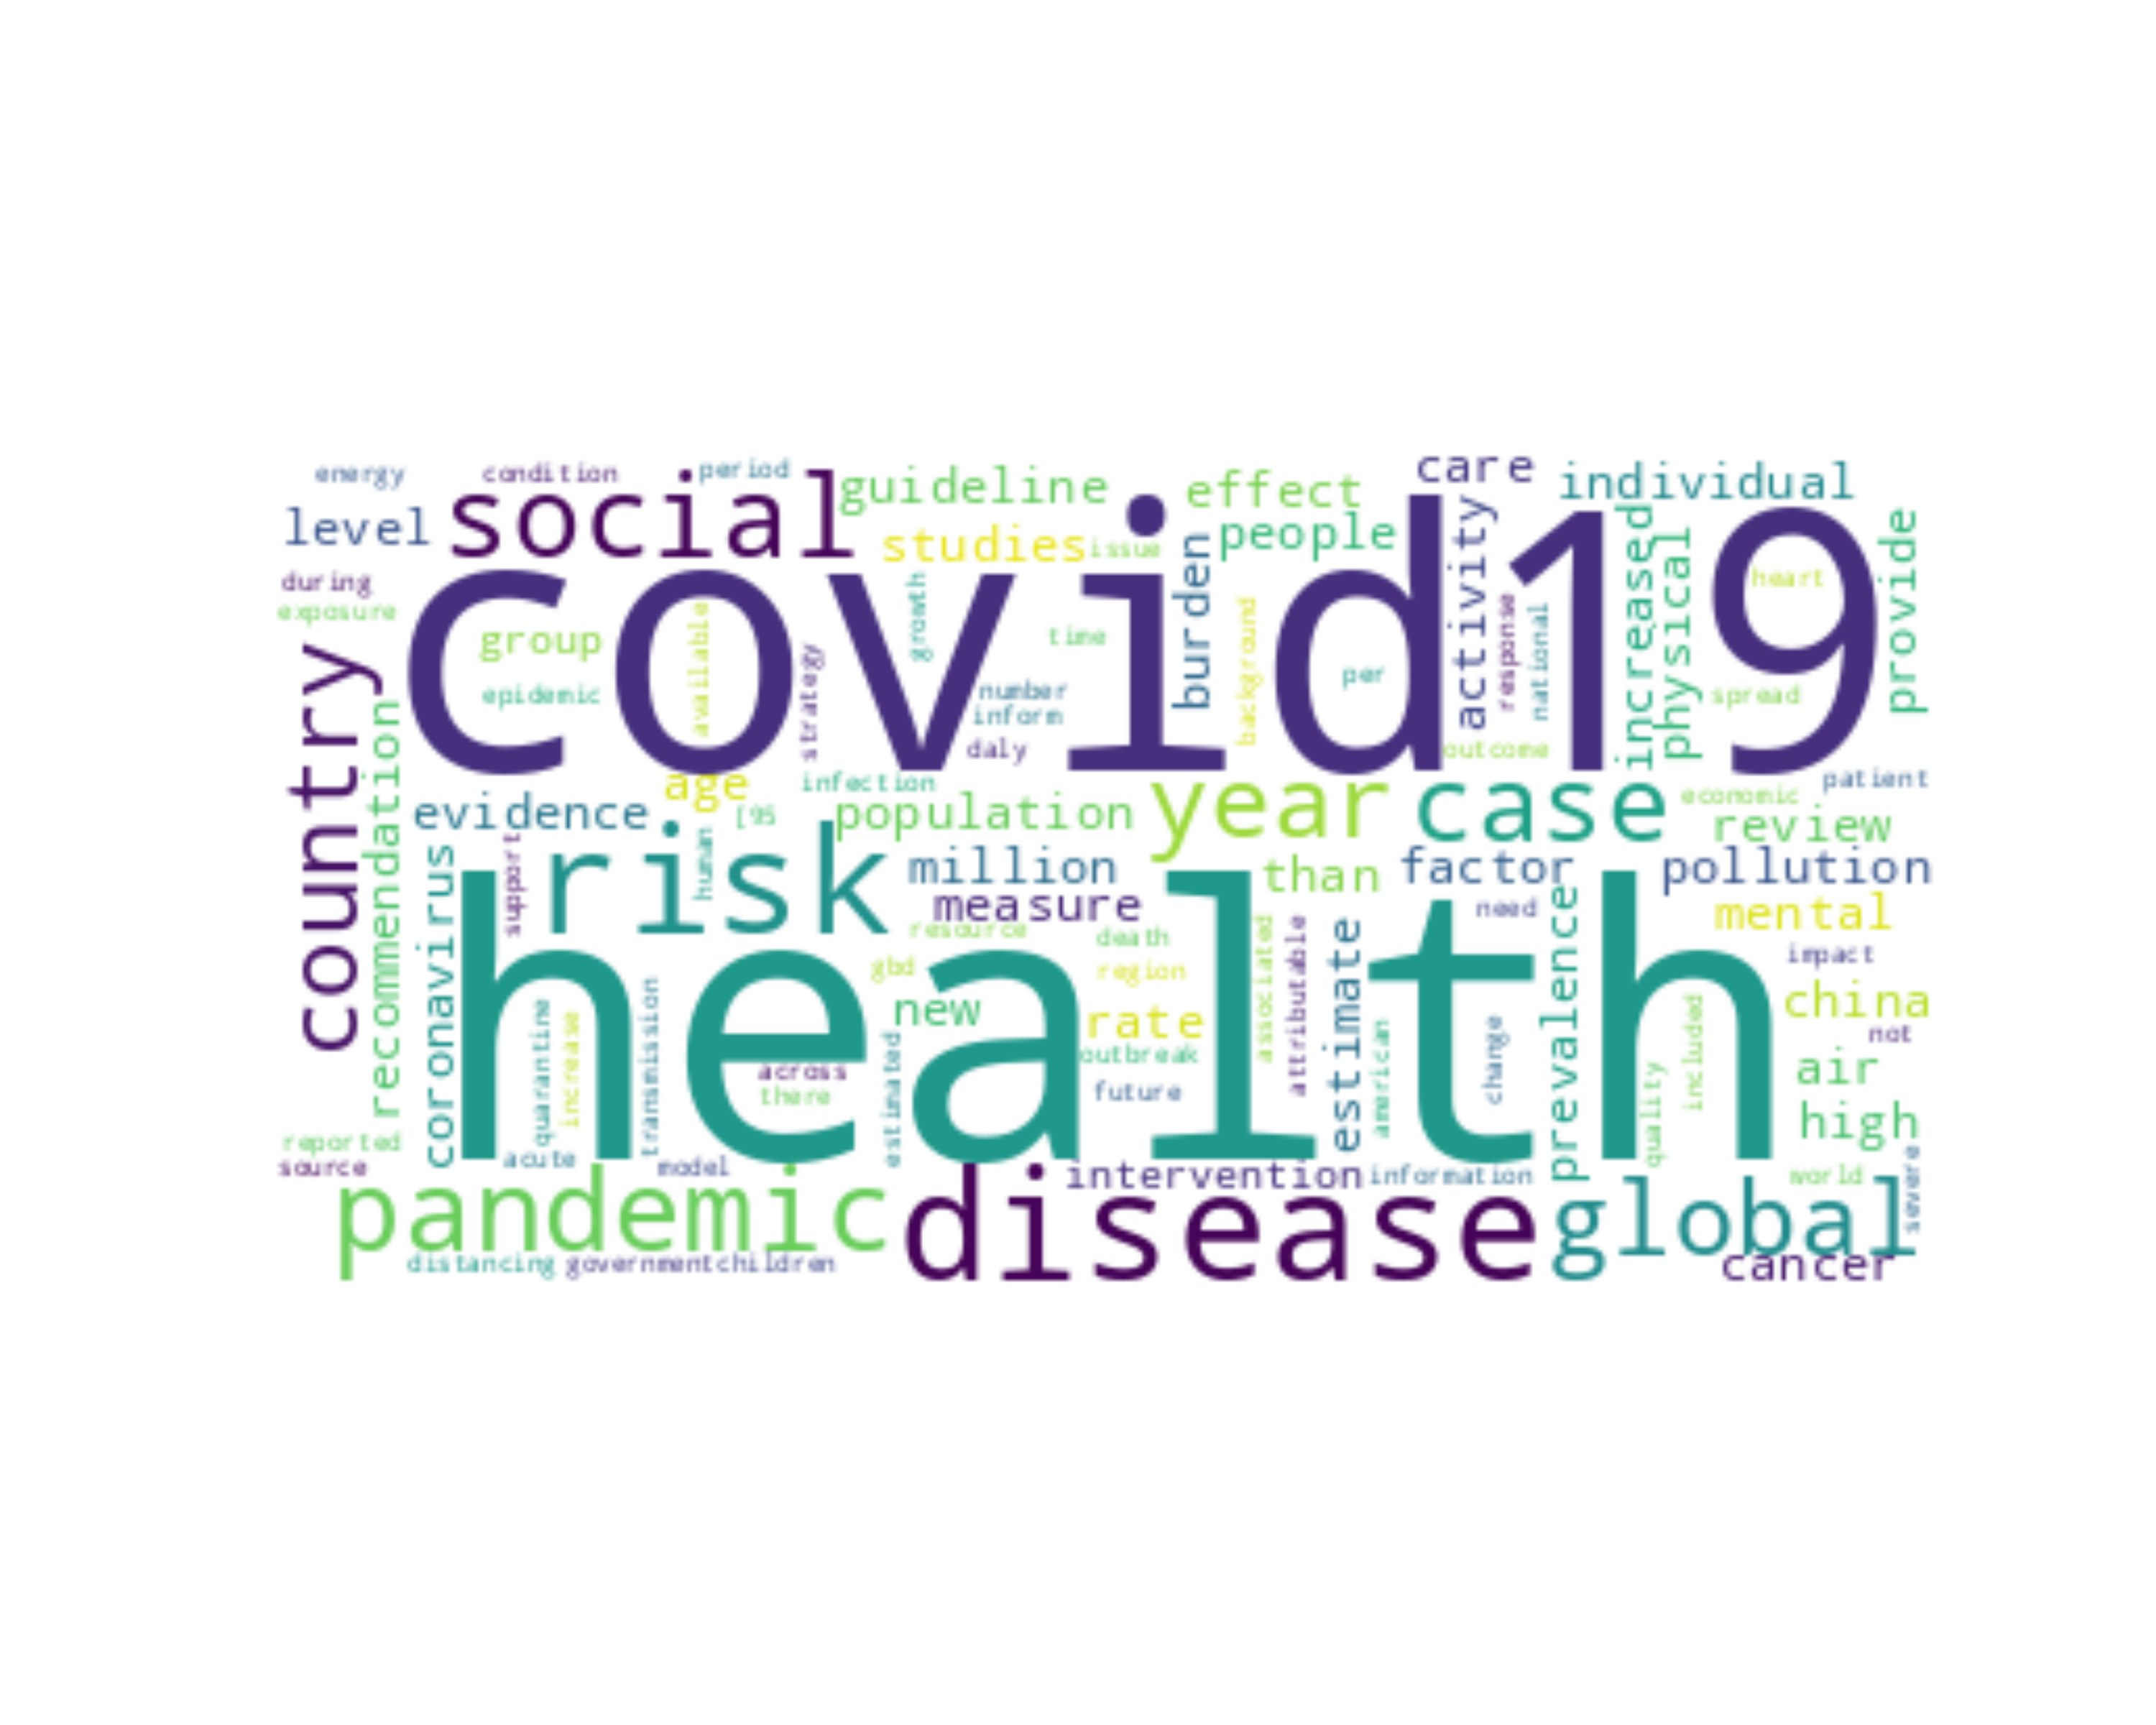 energy
condition
period
guideline
effect
care
individual
level
social
studies
issue
people
burden
activity
increased
physical
provide
during
exposure
covid19
heart
group
available
growth
time
background
per
response
national
spread
epidemic
strategy
number
inform
daly
outcome
country
recommendation
age
infection
year
case
patient
economic
evidence
[95
population
review
coronavirus
support
risk
human
million
than
factor
pollution
measure
need
mental
resource
death
associated
attributable
estimate
prevalence
impact
health
gbd
region
new
rate
china
not
quarantine
increase
transmission
across
there
estimated
outbreak
future
american
change
quality
included
air
high
reported
source
acute
model
intervention
information
world
severe
pandemic
disease
global
distancing
government
children
cancer